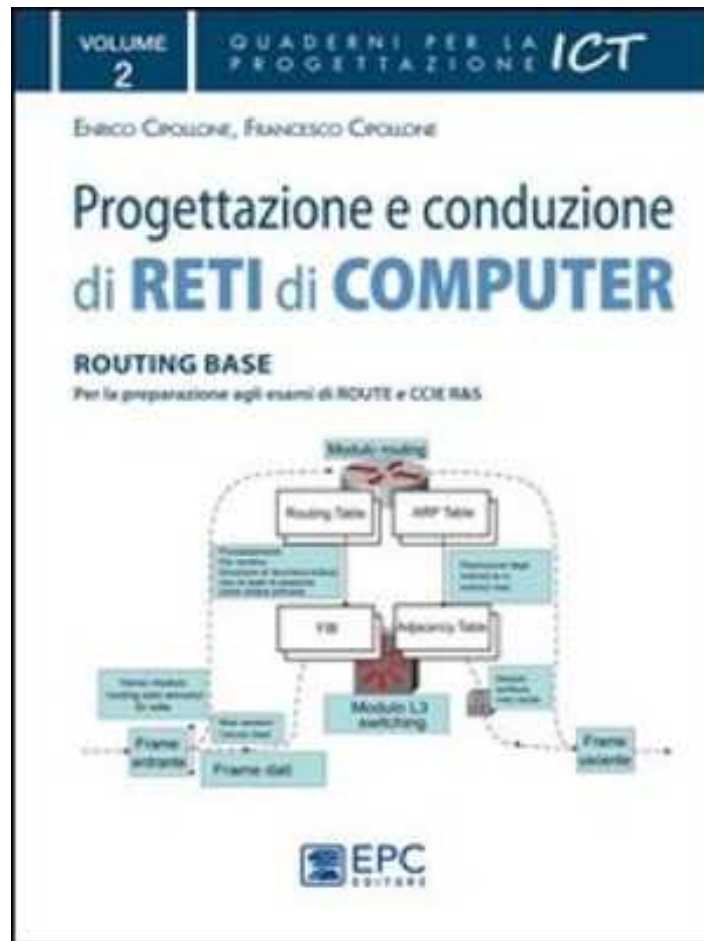 VOLUME
2
QUADERNI PER LA
PROGETTAZIONE
ICT
ENRICO CIPOLLONE, FRANCESCO CIPOLLONE
Progettazione e conduzione
di RETI di COMPUTER
ROUTING BASE
Per la preparazione agli esami di ROUTE e CCIE R&S
Modulo routing
Routing Table
ARP Table
FIB
Adjacency Table
Modulo L3
switching
Frame
entrante
Frame dati
Frame
uscente
EPC
EDITORE